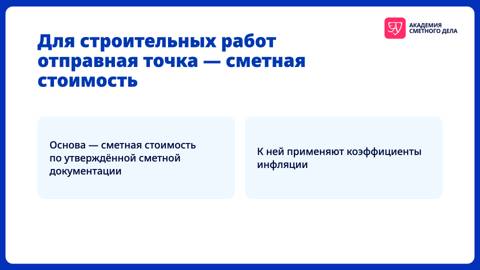 АКАДЕМИЯ
СМЕТНОГО ДЕЛА
Для строительных работ
отправная точка — сметная
стоимость
Основа — сметная стоимость
по утверждённой сметной
документации
К ней применяют коэффициенты
инфляции